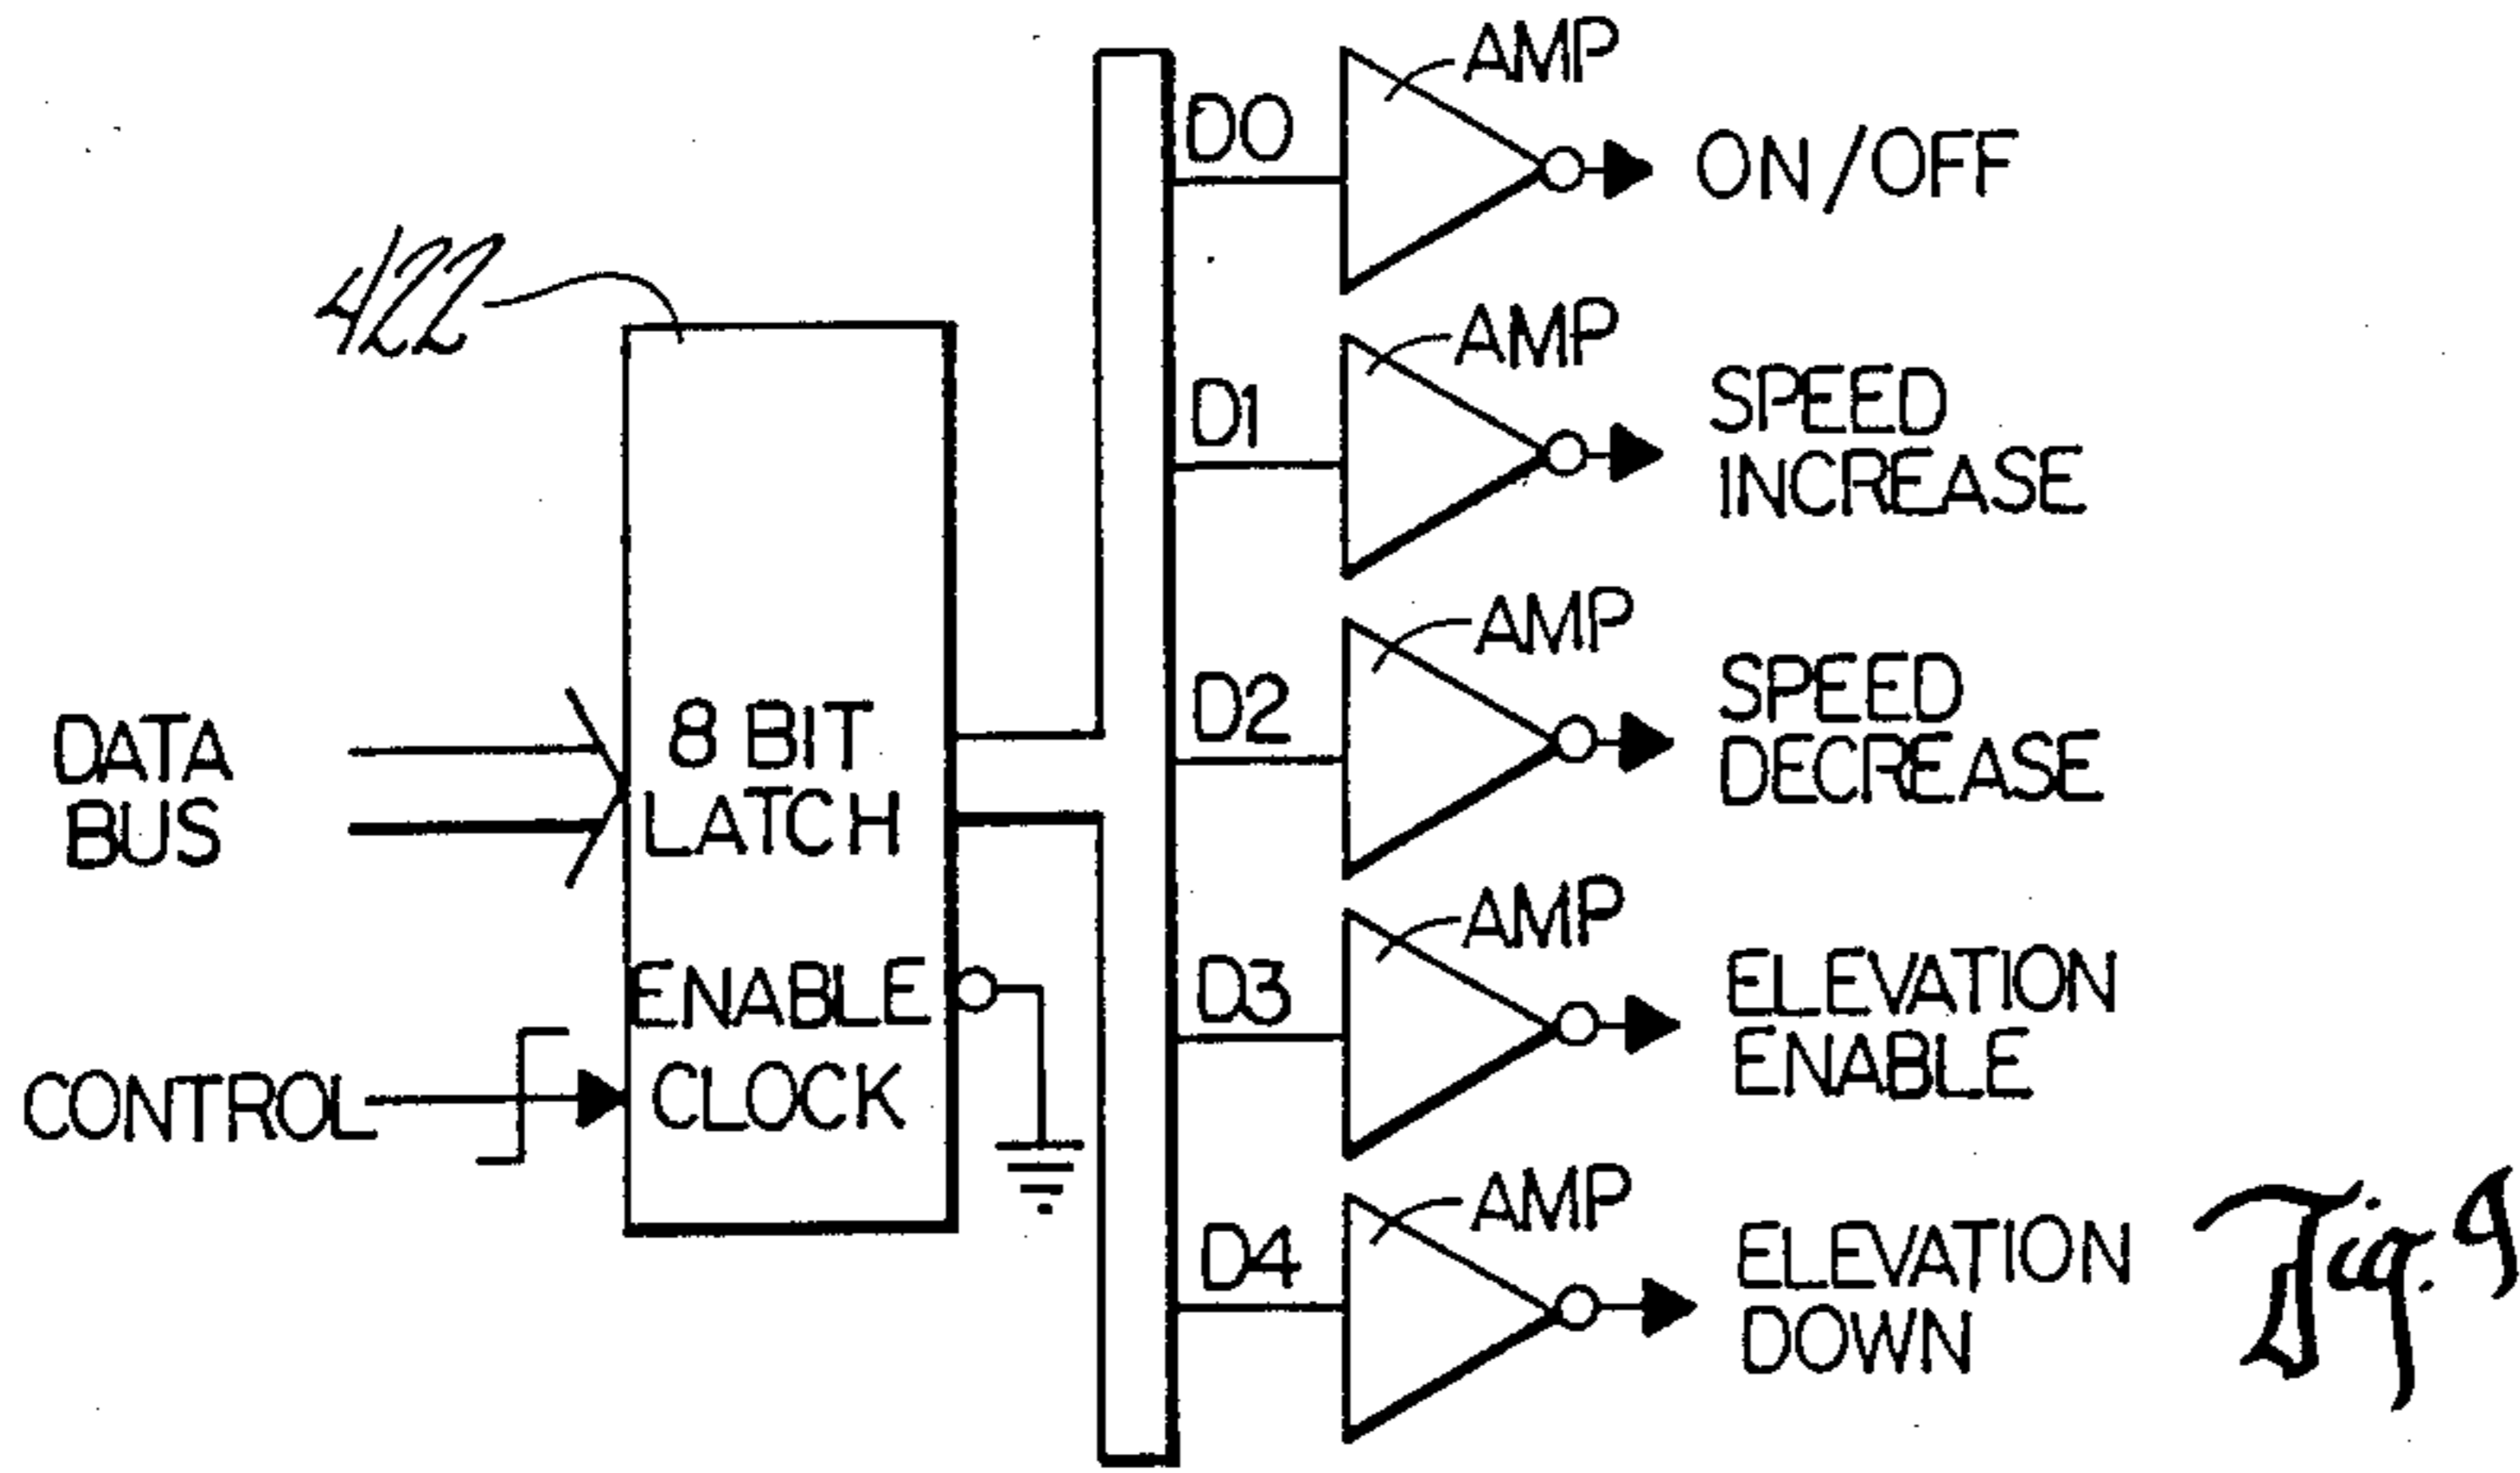 AMP
D0
ON/OFF
422
AMP
D1
SPEED
INCREASE
AMP
D2
SPEED
DECREASE
DATA
BUS
8 BIT
LATCH
AMP
D3
ELEVATION
ENABLE
ENABLE
CONTROL
CLOCK
AMP
D4
ELEVATION
DOWN
Fig. 9